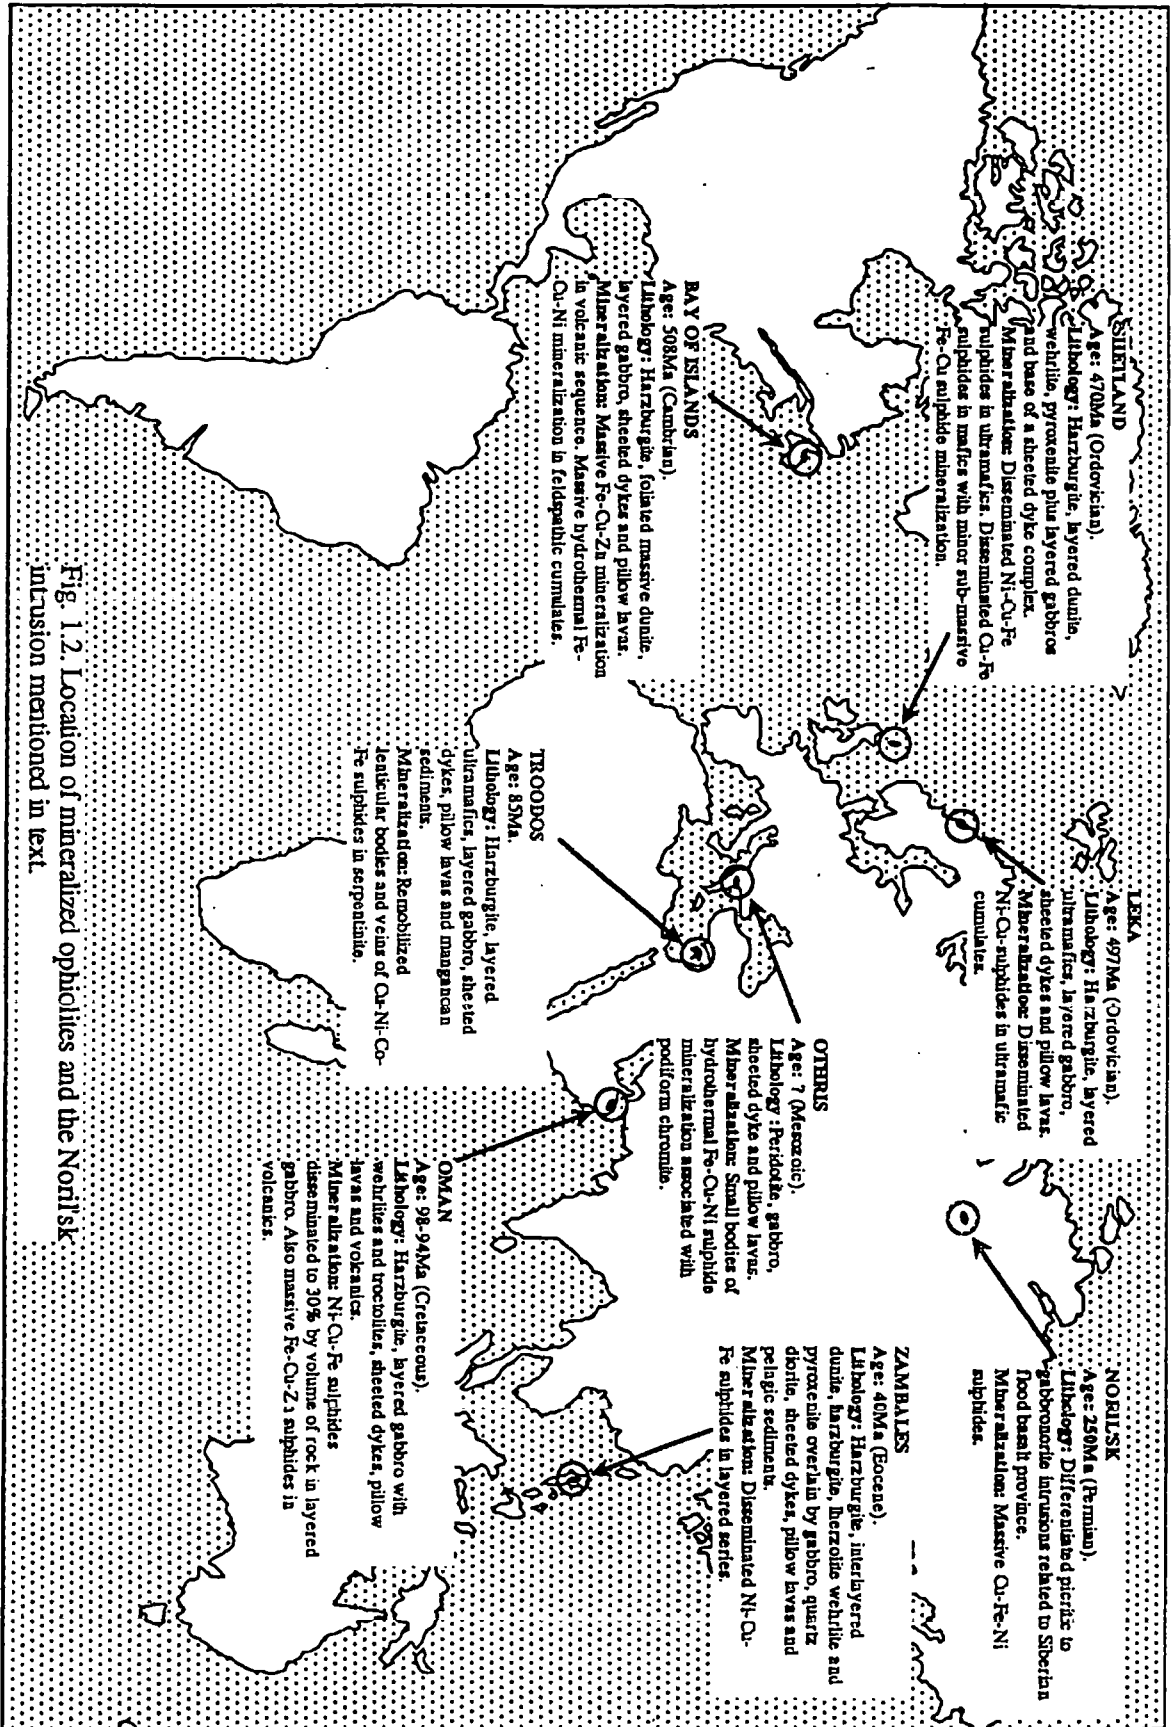 SHETLAND
Age: 470Ma (Ordovician).
Lithology: Harzburgite, layered dunite,
wehrlite, pyroxenite plus layered gabbros
and base of a sheeted dyke complex.
Mineralization: Disseminated Ni-Cu-Fe
sulphides in ultramafics. Disseminated Cu-Fe
sulphides in mafics with minor sub-massive
Fe-Cu sulphide mineralization.
LEKA
Age: 497Ma (Ordovician).
Lithology: Harzburgite, layered
ultramafics, layered gabbro,
sheeted dykes and pillow lavas.
Mineralization: Disseminated
Ni-Cu-sulphides in ultramafic
cumulates.
NORIL'SK
Age: 259Ma (Permian).
Lithology: Differentiated picritic to
gabbronorite intrusions related to Siberian
flood basalt province.
Mineralization: Massive Cu-Fe-Ni
sulphides.
BAY OF ISLANDS
Age: 508Ma (Cambrian).
Lithology: Harzburgite, foliated massive dunite,
layered gabbro, sheeted dykes and pillow lavas.
Mineralization: Massive Fe-Cu-Zn mineralization
in volcanic sequence. Massive hydrothermal Fe-
Cu-Ni mineralization in feldspathic cumulates.
TROODOS
Age: 85Ma.
Lithology: Harzburgite, layered
ultramafics, layered gabbro, sheeted
dykes, pillow lavas and mangancan
sediments.
Mineralization: Remobilized
lenticular bodies and veins of Cu-Ni-Co-
Fe sulphides in serpentinite.
OTHRIS
Age: ? (Mesozoic).
Lithology :Peridotite, gabbro,
sheeted dyke and pillow lavas.
Mineralization: Small bodies of
hydrothermal Fe-Cu-Ni sulphide
mineralization associated with
podiform chromite.
ZAMBALES
Age: 40Ma (Eocene).
Lithology: Harzburgite, interlayered
dunite, harzburgite, lherzolite wehrlite and
pyroxenite overlain by gabbro, quartz
diorite, sheeted dykes, pillow lavas and
pelagic sediments.
Mineralization: Disseminated Ni-Cu-
Fe sulphides in layered series.
OMAN
Age: 98-94Ma (Cretaceous).
Lithology: Harzburgite, layered gabbro with
wehrlites and troctolites, sheeted dykes, pillow
lavas and volcanics.
Mineralization: Ni-Cu-Fe sulphides
disseminated to 30% by volume of rock in layered
gabbro. Also massive Fe-Cu-Zn sulphides in
volcanics.
Fig 1.2. Location of mineralized ophiolites and the Noril'sk
intrusion mentioned in text.